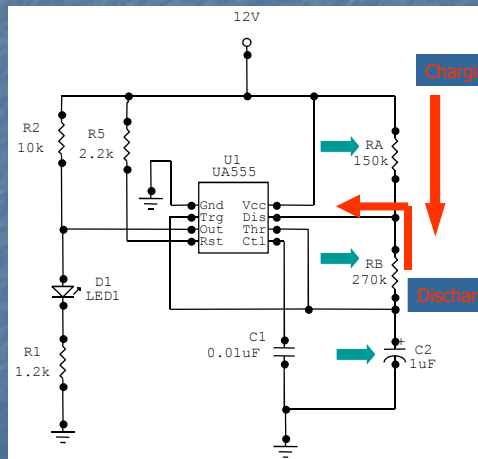 12V
Chargi
R2
10k
R5
2.2k
U1
UA555
RA
150k
Gnd
Trg
Out
Rst
Vcc
Dis
Thr
Ctl
D1
LED1
RB
270k
Dischar
C1
0.01uF
+
C2
1uF
R1
1.2k